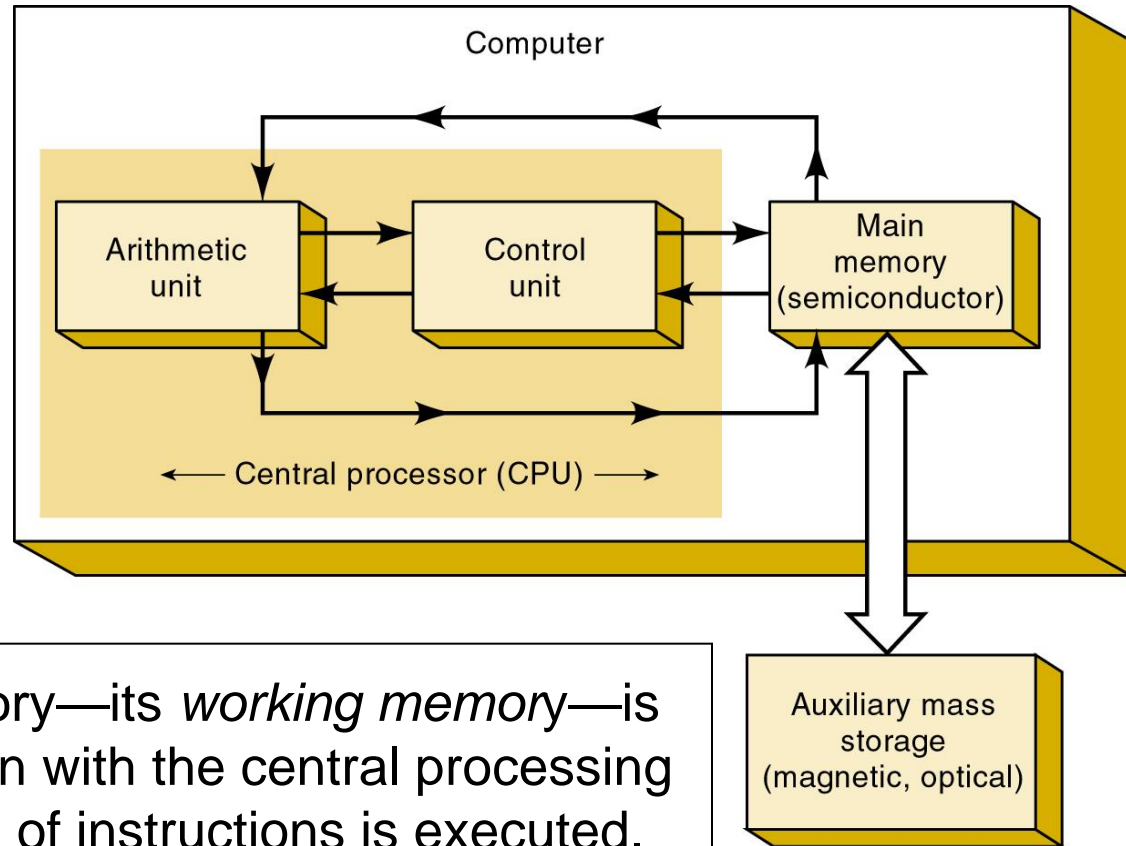 Computer
Arithmetic
unit
Control
unit
Main
memory
(semiconductor)
Central processor (CPU)
ory—its working memory—is
n with the central processing
of instructions is executed.
Auxiliary mass
storage
(magnetic, optical)